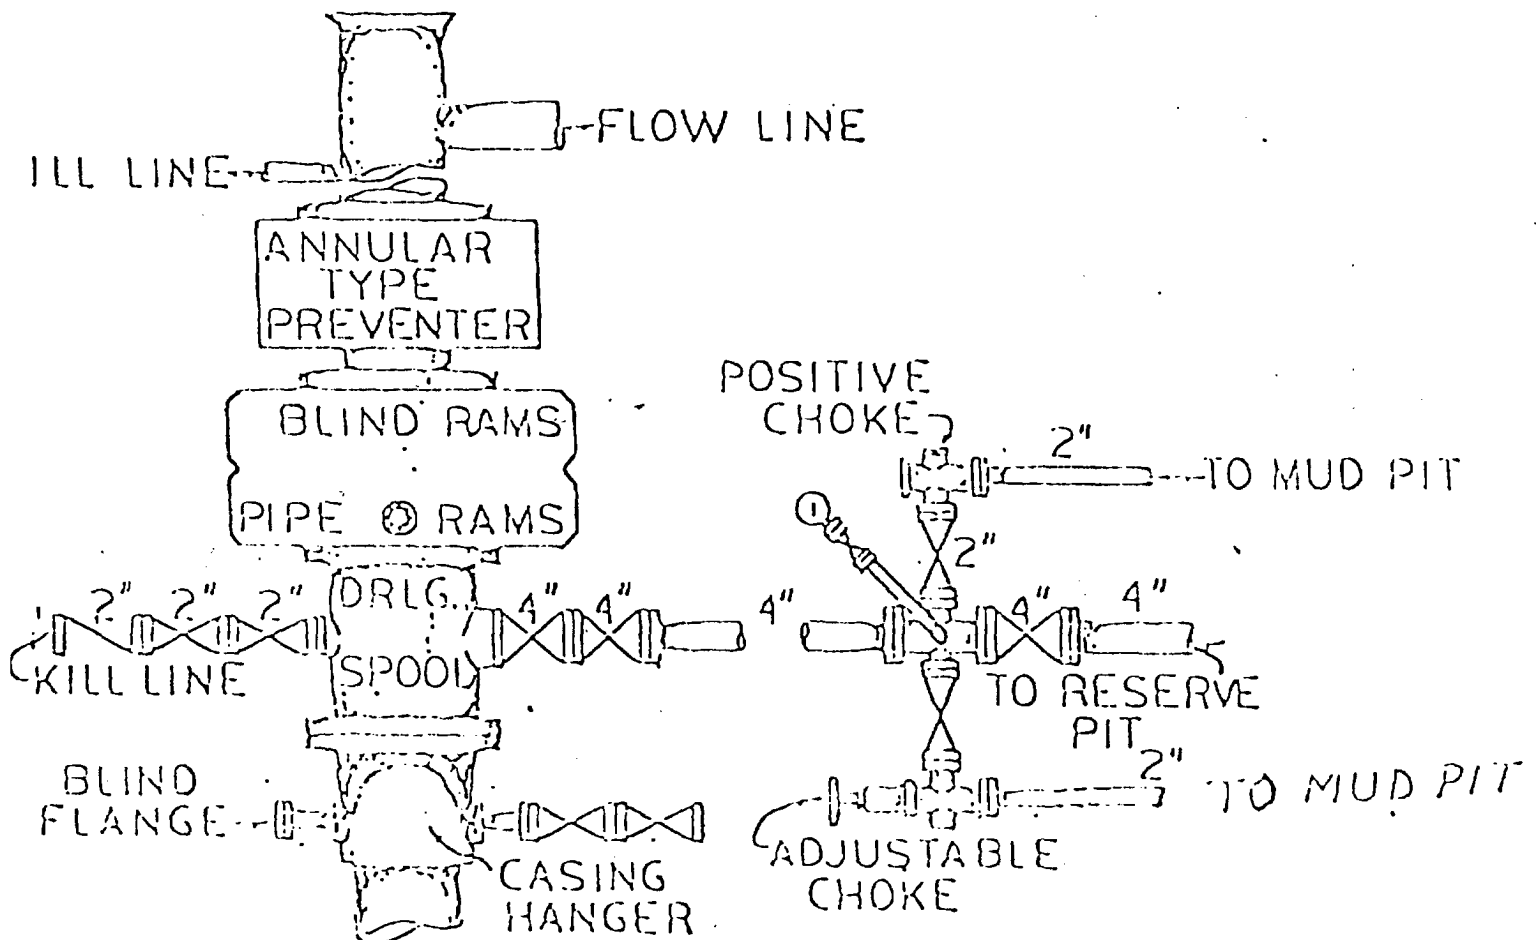 FLOW LINE
ILL LINE
ANNULAR
TYPE
PREVENTER
BLIND RAMS
PIPE RAMS
POSITIVE
CHOKE
2"
TO MUD PIT
2"
2" 2" 2"
DRLG.
4" 4"
4"
4" 4"
KILL LINE
SPOOL
TO RESERVE
PIT
BLIND
FLANGE
2"
TO MUD PIT
CASING
HANGER
ADJUSTABLE
CHOKE